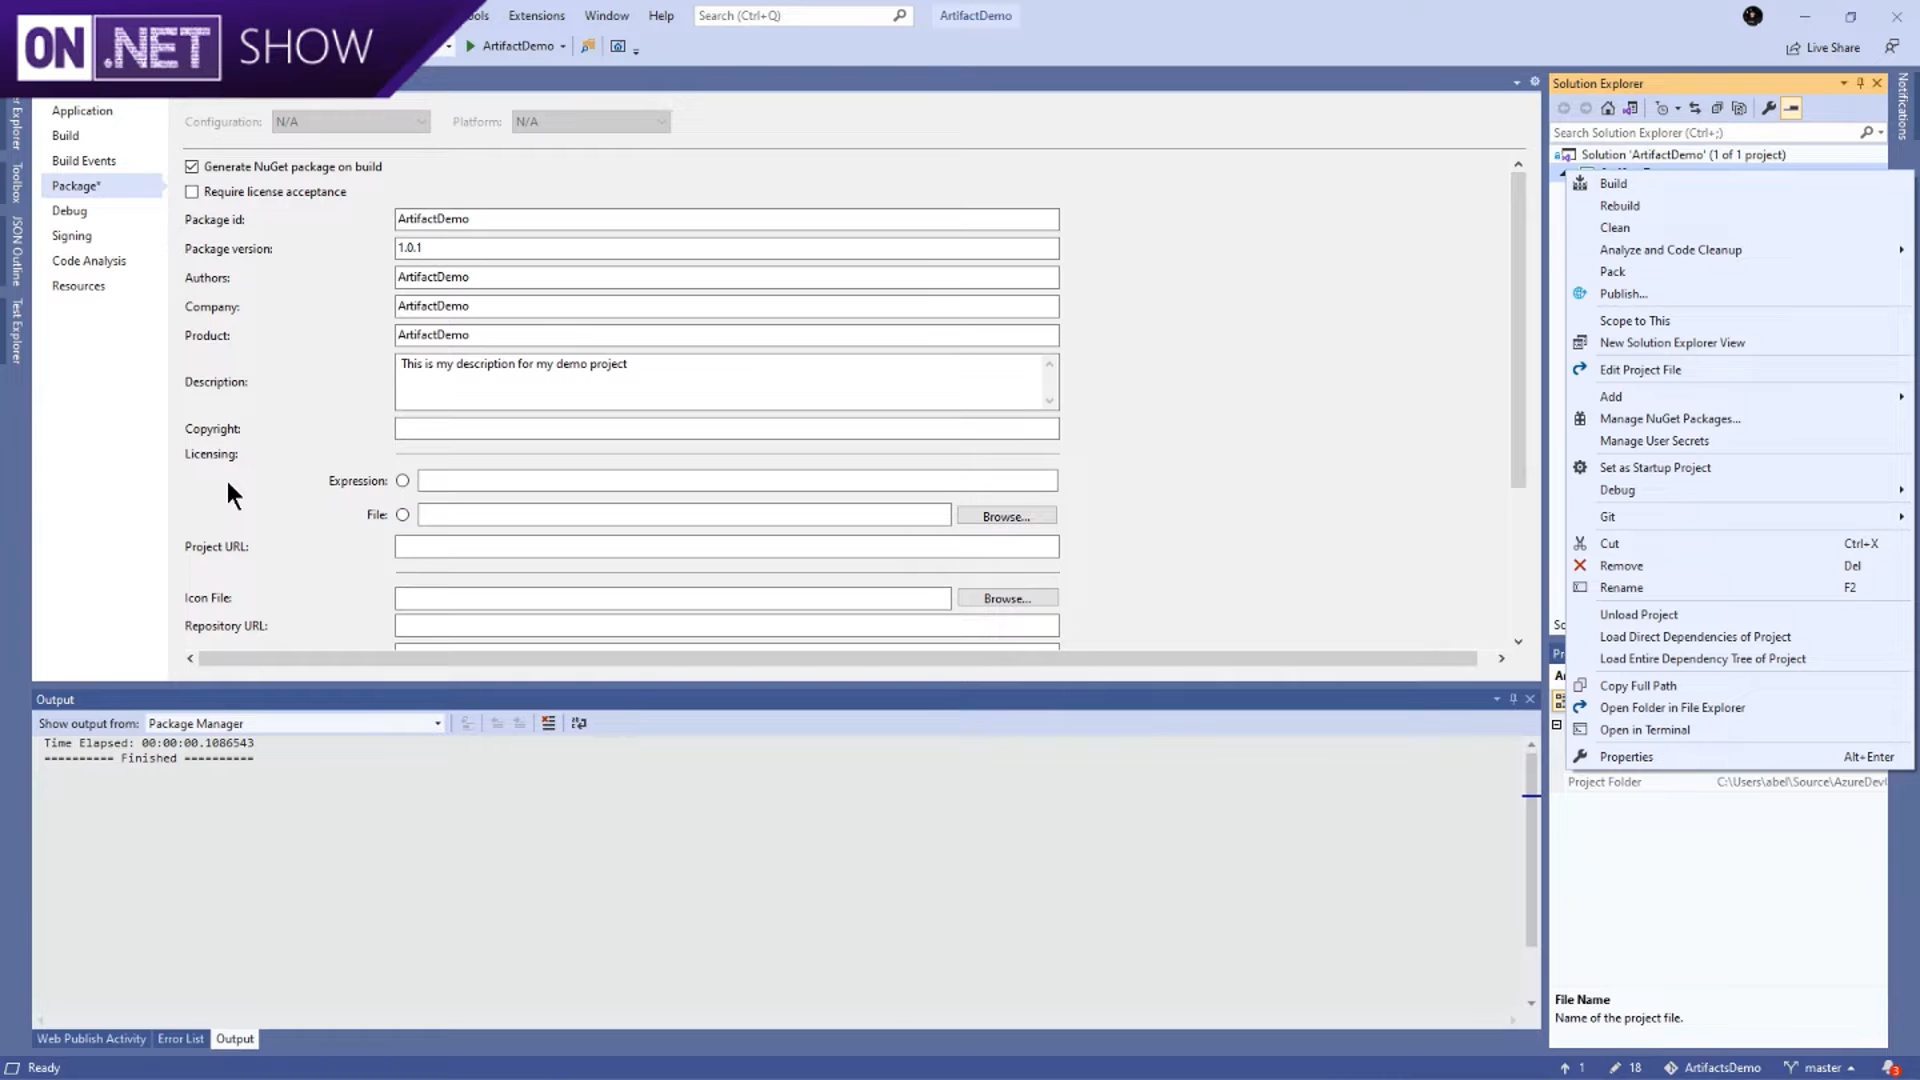 ON .NET SHOW
Extensions
Window
Help
Search (Ctrl+Q)
ArtifactDemo
ArtifactDemo
Live Share
Toolbox
JSON Outline
Test Explorer
Notifications
Application
Build
Build Events
Package*
Debug
Signing
Code Analysis
Resources
Configuration: N/A
Platform: N/A
Generate NuGet package on build
Require license acceptance
Package id: ArtifactDemo
Package version: 1.0.1
Authors: ArtifactDemo
Company: ArtifactDemo
Product: ArtifactDemo
Description: This is my description for my demo project
Copyright:
Licensing:
Expression:
File: Browse...
Project URL:
Icon File: Browse...
Repository URL:
Output
Show output from: Package Manager
Time Elapsed: 00:00:00.1086543
========== Finished ==========
Web Publish Activity
Error List
Output
Ready
Solution Explorer
Search Solution Explorer (Ctrl+;)
Solution 'ArtifactDemo' (1 of 1 project)
Build
Rebuild
Clean
Analyze and Code Cleanup
Pack
Publish...
Scope to This
New Solution Explorer View
Edit Project File
Add
Manage NuGet Packages...
Manage User Secrets
Set as Startup Project
Debug
Git
Cut Ctrl+X
Remove Del
Rename F2
Unload Project
Load Direct Dependencies of Project
Load Entire Dependency Tree of Project
Copy Full Path
Open Folder in File Explorer
Open in Terminal
Properties Alt+Enter
Project Folder C:\Users\abel\Source\AzureDev
File Name
Name of the project file.
1
18
ArtifactsDemo
master
3